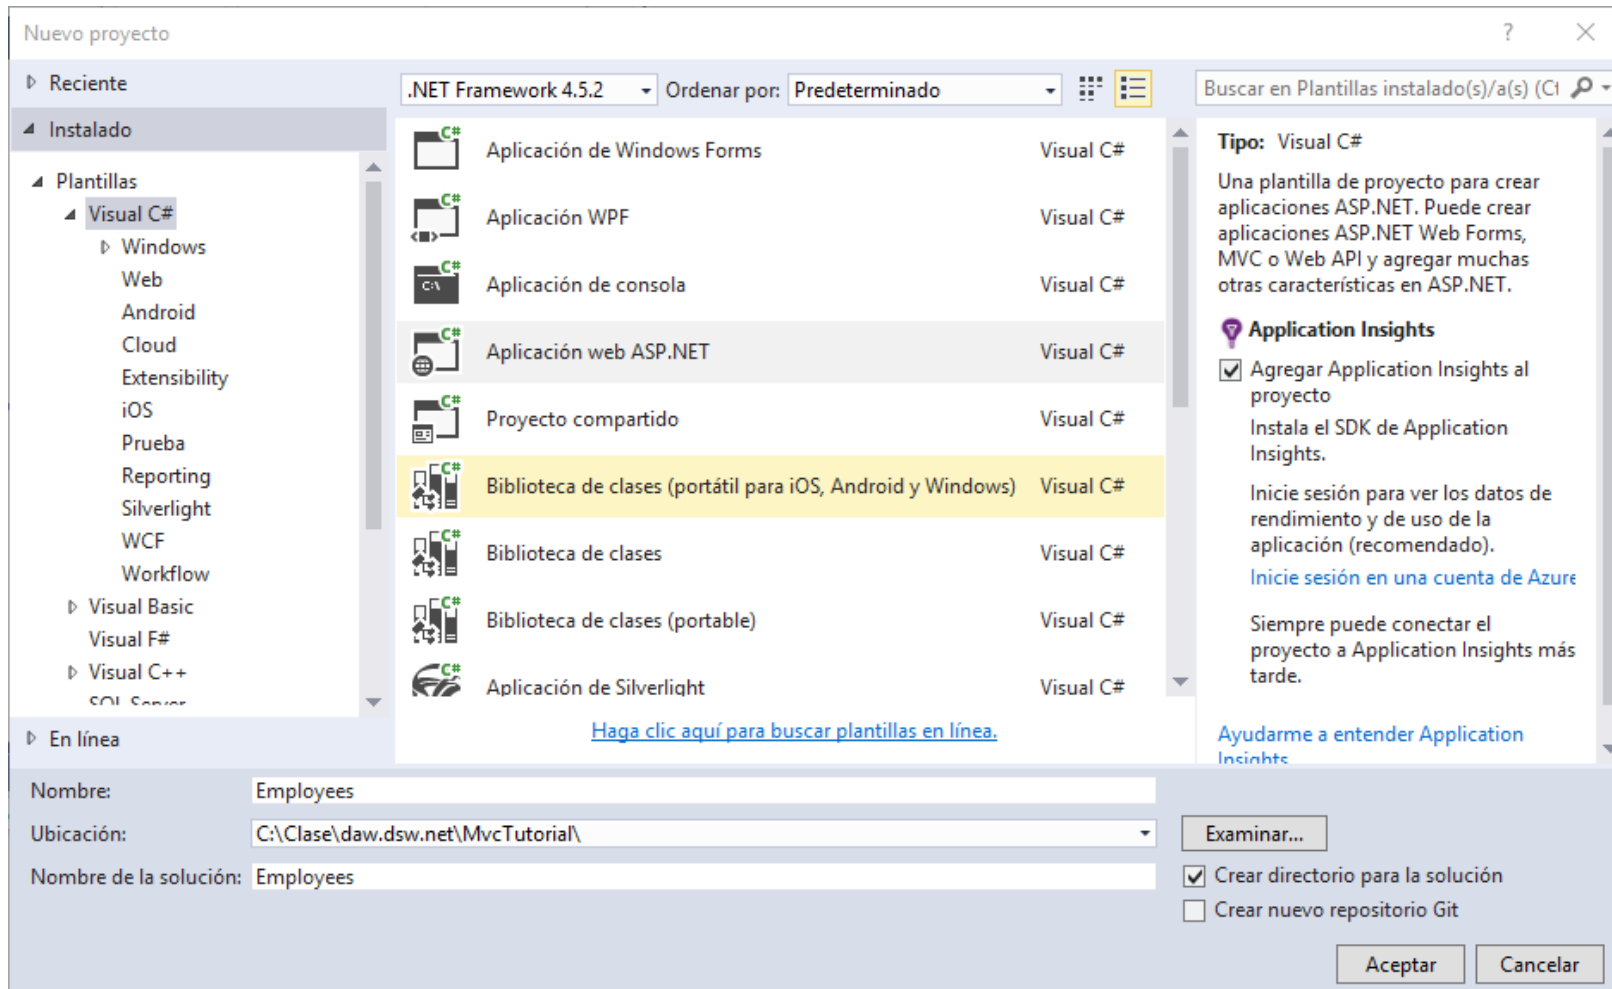 Nuevo proyecto
?
Reciente
Instalado
Plantillas
Visual C#
Windows
Web
Android
Cloud
Extensibility
iOS
Prueba
Reporting
Silverlight
WCF
Workflow
Visual Basic
Visual F#
Visual C++
SQL Server
En línea
.NET Framework 4.5.2
Ordenar por: Predeterminado
Aplicación de Windows Forms Visual C#
Aplicación WPF Visual C#
Aplicación de consola Visual C#
Aplicación web ASP.NET Visual C#
Proyecto compartido Visual C#
Biblioteca de clases (portátil para iOS, Android y Windows) Visual C#
Biblioteca de clases Visual C#
Biblioteca de clases (portable) Visual C#
Aplicación de Silverlight Visual C#
Haga clic aquí para buscar plantillas en línea.
Buscar en Plantillas instalado(s)/a(s) (Ct
Tipo: Visual C#
Una plantilla de proyecto para crear
aplicaciones ASP.NET. Puede crear
aplicaciones ASP.NET Web Forms,
MVC o Web API y agregar muchas
otras características en ASP.NET.
Application Insights
Agregar Application Insights al
proyecto
Instala el SDK de Application
Insights.
Inicie sesión para ver los datos de
rendimiento y de uso de la
aplicación (recomendado).
Inicie sesión en una cuenta de Azure
Siempre puede conectar el
proyecto a Application Insights más
tarde.
Ayudarme a entender Application
Insights
Nombre: Employees
Ubicación: C:\Clase\daw.dsw.net\MvcTutorial\
Examinar...
Nombre de la solución: Employees
Crear directorio para la solución
Crear nuevo repositorio Git
Aceptar
Cancelar